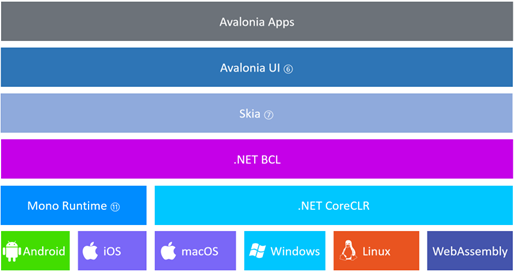 Avalonia Apps
Avalonia UI ⑥
Skia ⑦
.NET BCL
Mono Runtime ⑪
.NET CoreCLR
Android
iOS
macOS
Windows
Linux
WebAssembly